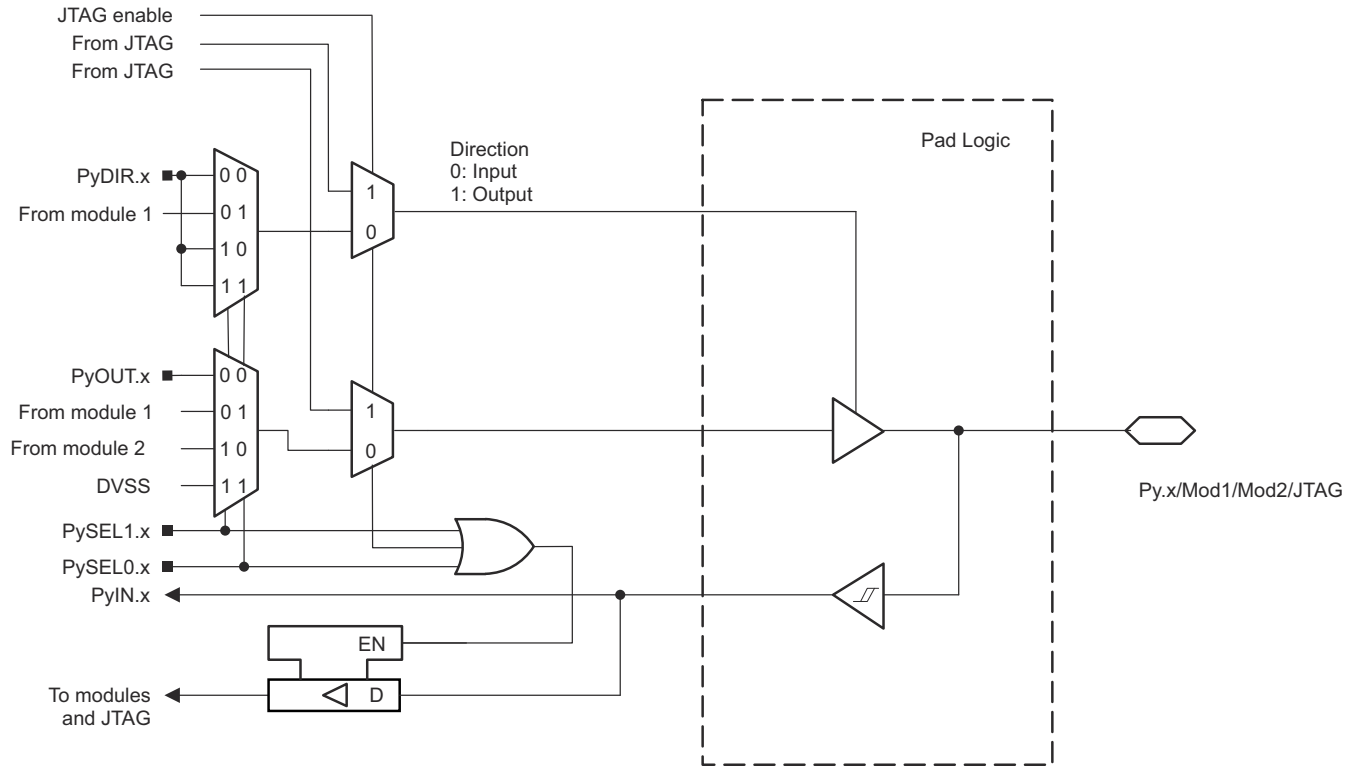 JTAG enable
From JTAG
From JTAG
Direction
0: Input
1: Output
Pad Logic
PyDIR.x
0 0
From module 1
0 1
1 0
1 1
1
0
PyOUT.x
0 0
From module 1
0 1
From module 2
1 0
DVSS
1 1
1
0
PySEL1.x
PySEL0.x
PyIN.x
EN
D
To modules
and JTAG
Py.x/Mod1/Mod2/JTAG